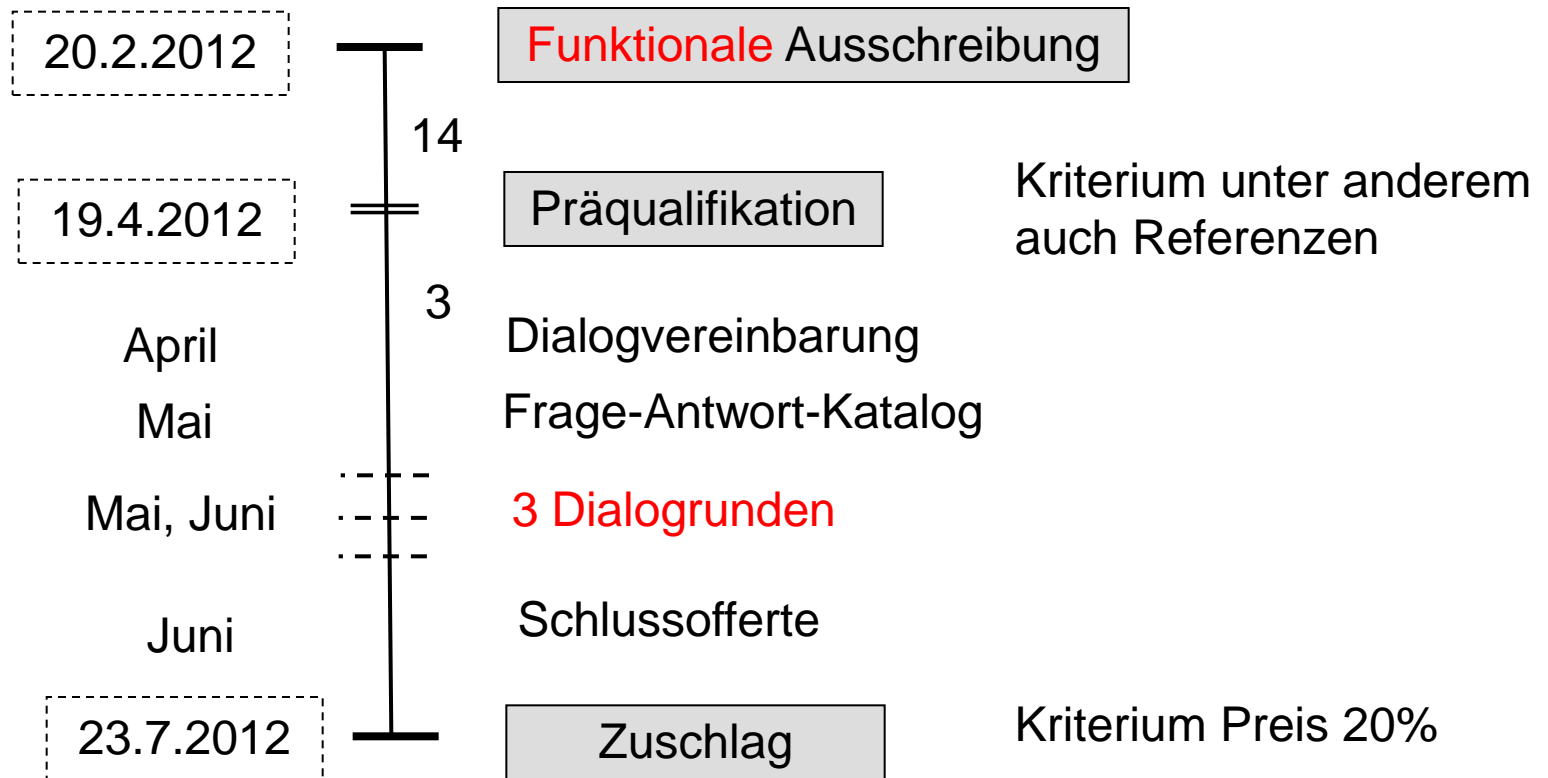 20.2.2012
Funktionale Ausschreibung
14
19.4.2012
Präqualifikation
Kriterium unter anderem
auch Referenzen
3
April
Dialogvereinbarung
Mai
Frage-Antwort-Katalog
Mai, Juni
3 Dialogrunden
Juni
Schlussofferte
23.7.2012
Zuschlag
Kriterium Preis 20%